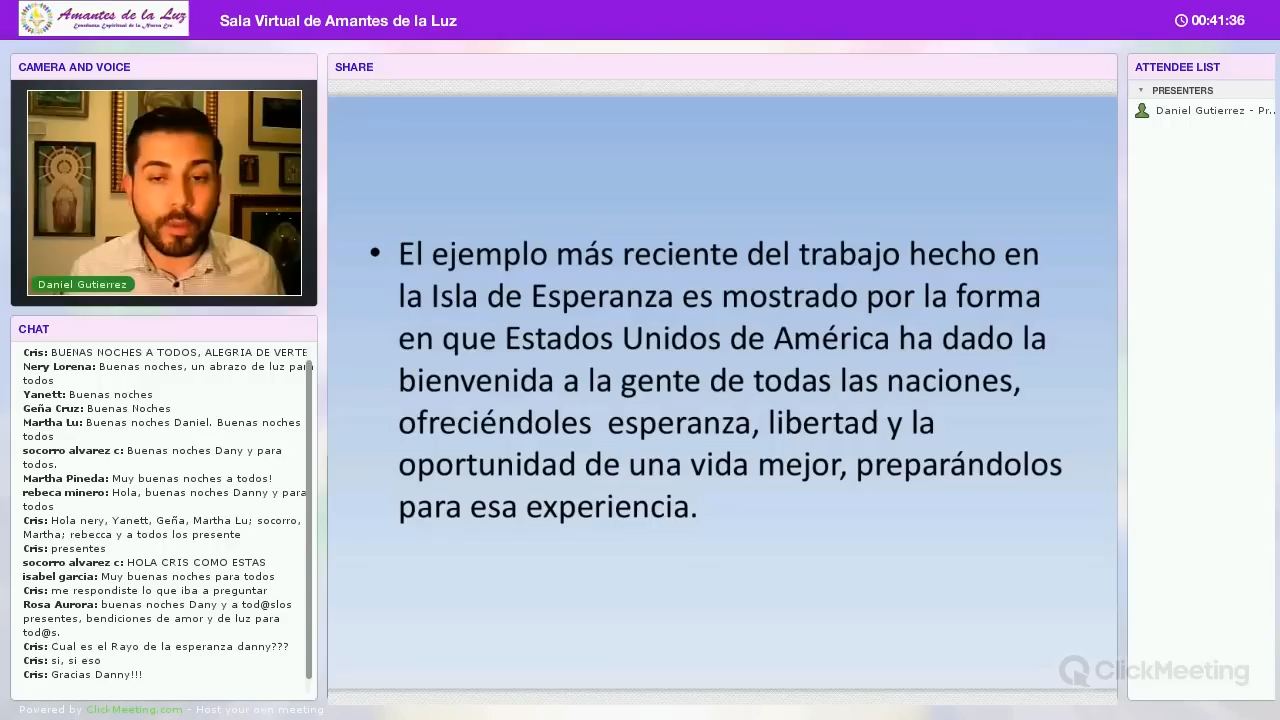 Amantes de la Luz
Enseñanza Espiritual de la Nueva Era
Sala Virtual de Amantes de la Luz
00:41:36
CAMERA AND VOICE
Daniel Gutierrez
CHAT
Cris: BUENAS NOCHES A TODOS, ALEGRIA DE VERTE
Nery Lorena: Buenas noches, un abrazo de luz para
todos
Yanett: Buenas noches
Geña Cruz: Buenas Noches
Martha Lu: Buenas noches Daniel. Buenas noches
todos
socorro alvarez c: Buenas noches Dany y para
todos.
Martha Pineda: Muy buenas noches a todos!
rebeca minero: Hola, buenas noches Danny y para
todos
Cris: Hola nery, Yanett, Geña, Martha Lu; socorro,
Martha; rebecca y a todos los presente
Cris: presentes
socorro alvarez c: HOLA CRIS COMO ESTAS
isabel garcia: Muy buenas noches para todos
Cris: me respondiste lo que iba a preguntar
Rosa Aurora: buenas noches Dany y a tod@slos
presentes, bendiciones de amor y de luz para
tod@s.
Cris: Cual es el Rayo de la esperanza danny???
Cris: si, si eso
Cris: Gracias Danny!!!
Powered by ClickMeeting.com - Host your own meeting
SHARE
• El ejemplo más reciente del trabajo hecho en
la Isla de Esperanza es mostrado por la forma
en que Estados Unidos de América ha dado la
bienvenida a la gente de todas las naciones,
ofreciéndoles  esperanza, libertad y la
oportunidad de una vida mejor, preparándolos
para esa experiencia.
ClickMeeting
ATTENDEE LIST
PRESENTERS
Daniel Gutierrez - Pr...